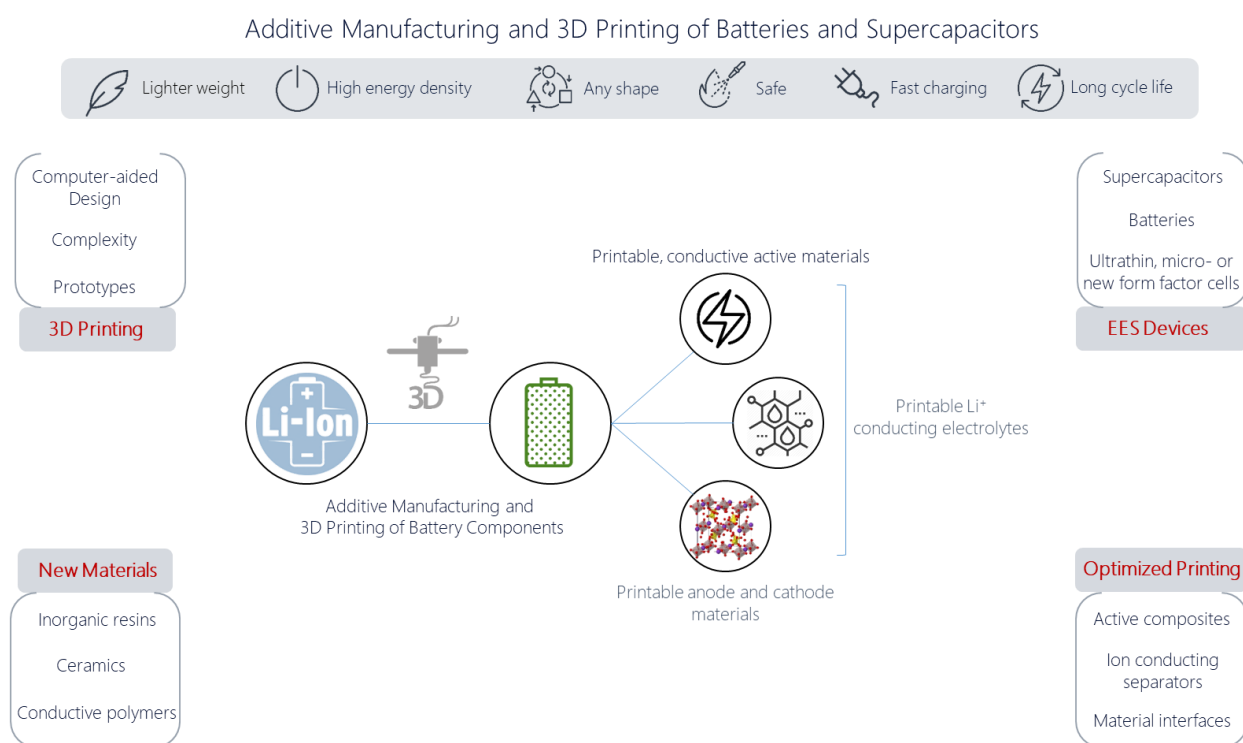 Additive Manufacturing and 3D Printing of Batteries and Supercapacitors
Lighter weight
High energy density
Any shape
Safe
Fast charging
Long cycle life
Computer-aided
Design
Complexity
Prototypes
3D Printing
Supercapacitors
Batteries
Ultrathin, micro- or
new form factor cells
EES Devices
Printable, conductive active materials
3D
Li-Ion
Printable Li⁺
conducting electrolytes
Additive Manufacturing and
3D Printing of Battery Components
Printable anode and cathode
materials
New Materials
Inorganic resins
Ceramics
Conductive polymers
Optimized Printing
Active composites
Ion conducting
separators
Material interfaces